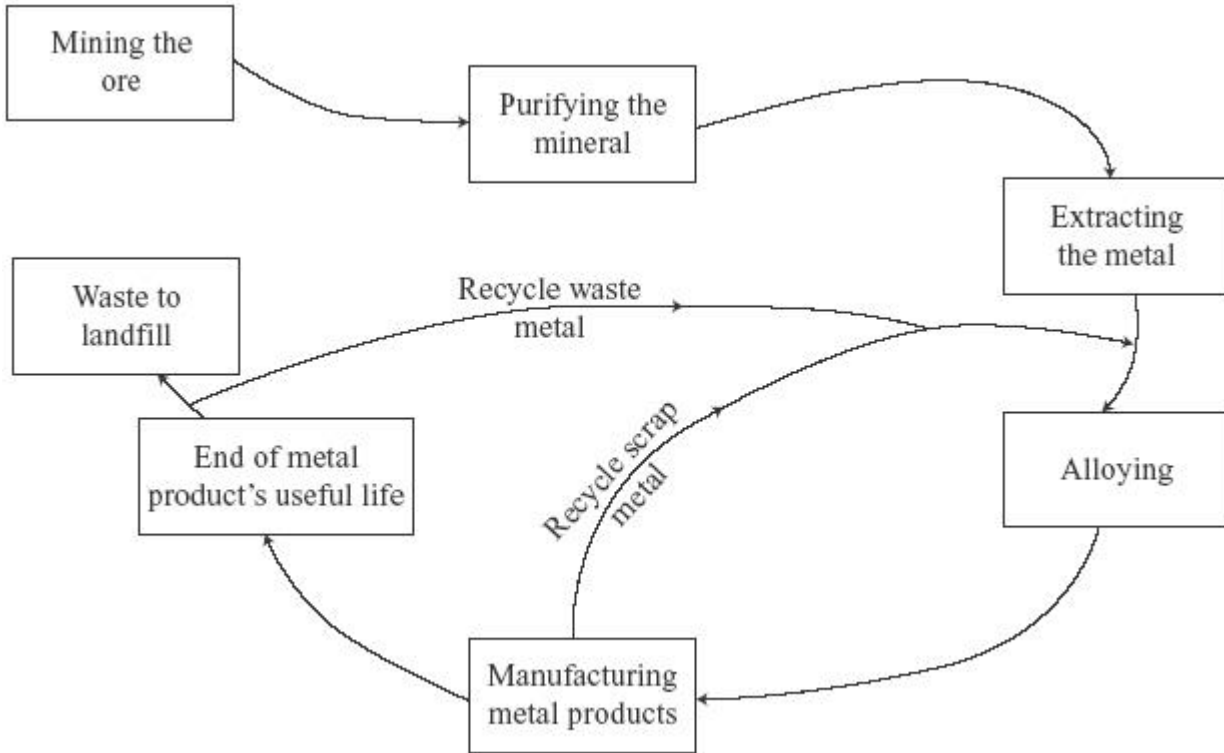 Mining the
ore
Purifying the
mineral
Extracting
the metal
Waste to
landfill
Recycle waste
metal
Recycle scrap
metal
End of metal
product’s useful life
Alloying
Manufacturing
metal products